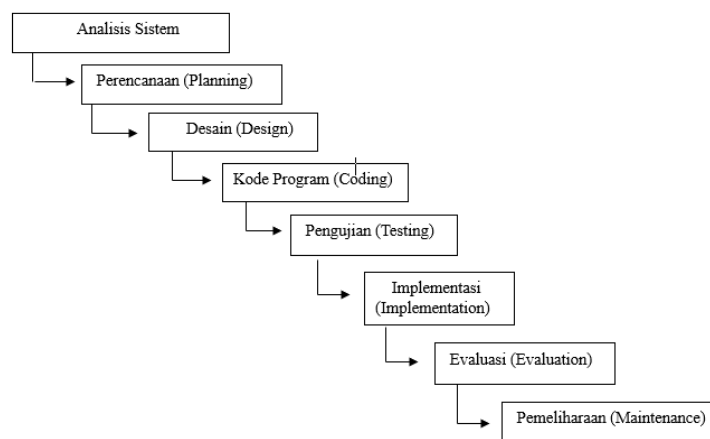 Analisis Sistem
Perencanaan (Planning)
Desain (Design)
Kode Program (Coding)
Pengujian (Testing)
Implementasi
(Implementation)
Evaluasi (Evaluation)
Pemeliharaan (Maintenance)